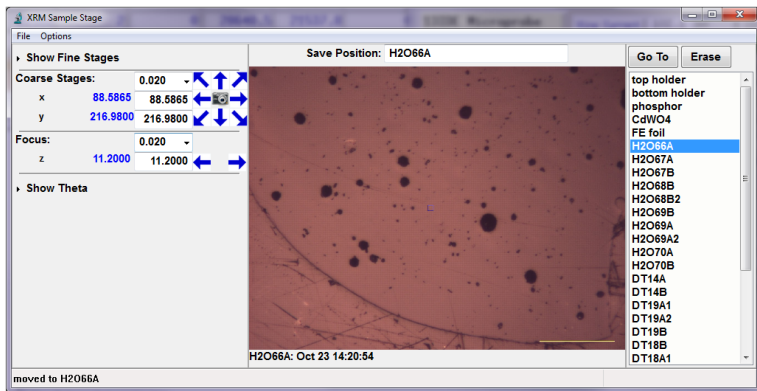 XRM Sample Stage
File Options
Show Fine Stages
Coarse Stages: 0.020
x 88.5865 88.5865
y 216.9800 216.9800
Focus: 0.020
z 11.2000 11.2000
Show Theta
Save Position: H2O66A
H2O66A: Oct 23 14:20:54
Go To Erase
top holder
bottom holder
phosphor
CdWO4
FE foil
H2O66A
H2O67A
H2O67B
H2O68B
H2O68B2
H2O69B
H2O69A
H2O69A2
H2O70A
H2O70B
DT14A
DT14B
DT19A1
DT19A2
DT19B
DT18B
DT18A1
moved to H2O66A